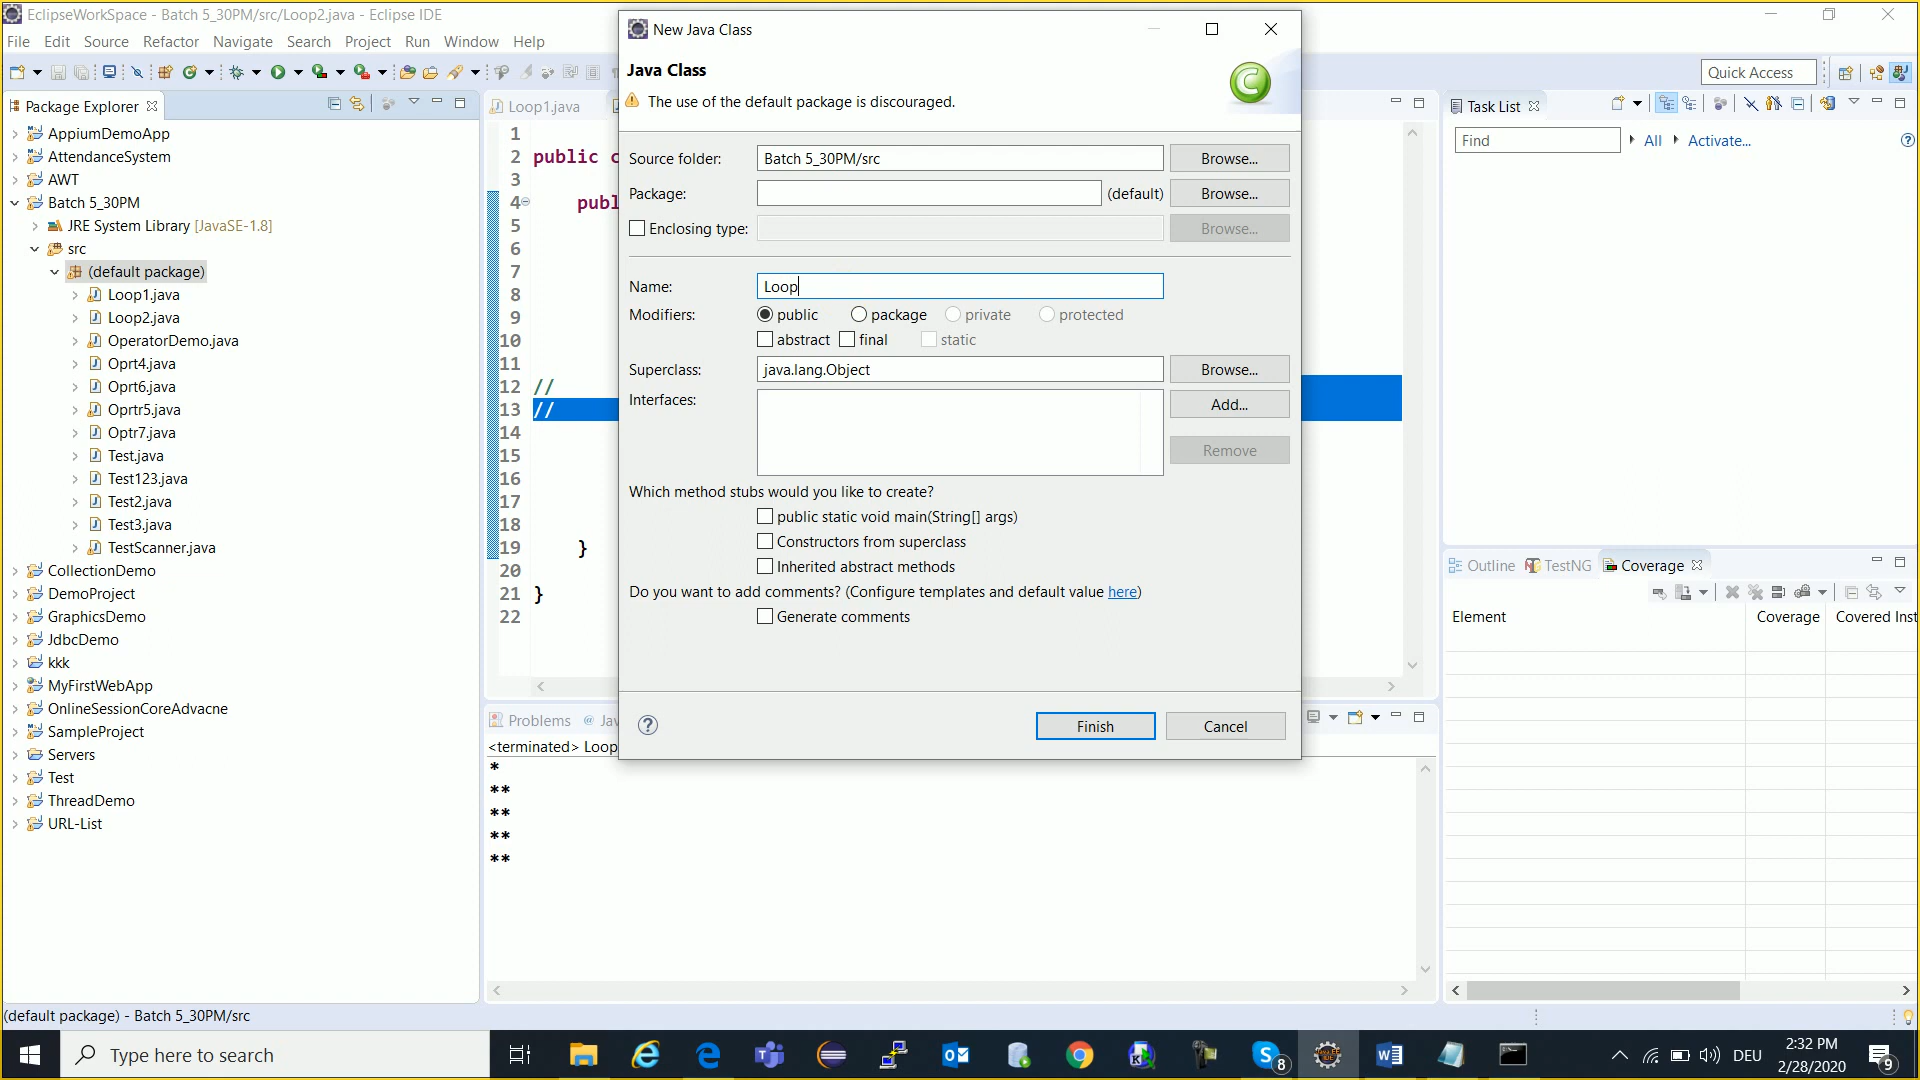 EclipseWorkSpace - Batch 5_30PM/src/Loop2.java - Eclipse IDE
File Edit Source Refactor Navigate Search Project Run Window Help
Quick Access
Package Explorer
AppiumDemoApp
AttendanceSystem
AWT
Batch 5_30PM
JRE System Library [JavaSE-1.8]
src
(default package)
Loop1.java
Loop2.java
OperatorDemo.java
Oprt4.java
Oprt6.java
Oprtr5.java
Optr7.java
Test.java
Test123.java
Test2.java
Test3.java
TestScanner.java
CollectionDemo
DemoProject
GraphicsDemo
JdbcDemo
kkk
MyFirstWebApp
OnlineSessionCoreAdvacne
SampleProject
Servers
Test
ThreadDemo
URL-List
Loop1.java
1
2 public c
3
4 publ
5
6
7
8
9
10
11
12 //
13 //
14
15
16
17
18
19 }
20
21 }
22
New Java Class
Java Class
The use of the default package is discouraged.
Source folder: Batch 5_30PM/src Browse...
Package: (default) Browse...
Enclosing type: Browse...
Name: Loop
Modifiers: public package private protected
abstract final static
Superclass: java.lang.Object Browse...
Interfaces: Add...
Remove
Which method stubs would you like to create?
public static void main(String[] args)
Constructors from superclass
Inherited abstract methods
Do you want to add comments? (Configure templates and default value here)
Generate comments
Finish Cancel
Problems @ Jav
<terminated> Loop
*
**
**
**
**
Task List
Find All Activate...
Outline TestNG Coverage
Element Coverage Covered Inst
(default package) - Batch 5_30PM/src
Type here to search
8
DEU
2:32 PM
2/28/2020
9